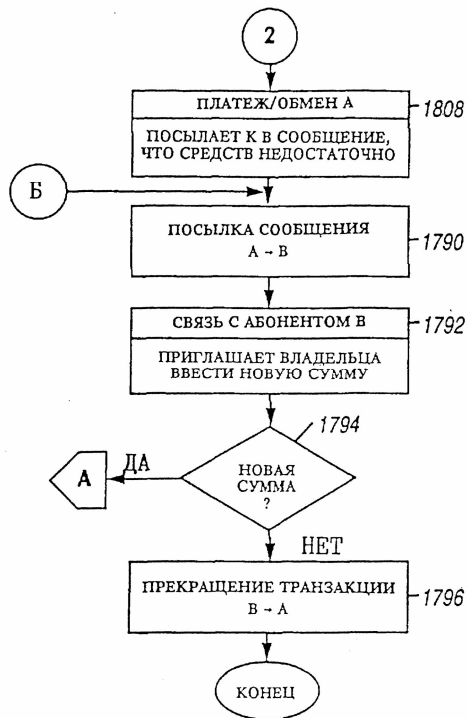 2
ПЛАТЕЖ/ОБМЕН А
1808
ПОСЫЛАЕТ К В СООБЩЕНИЕ,
ЧТО СРЕДСТВ НЕДОСТАТОЧНО
Б
ПОСЫЛКА СООБЩЕНИЯ
А → В
1790
СВЯЗЬ С АБОНЕНТОМ В
1792
ПРИГЛАШАЕТ ВЛАДЕЛЬЦА
ВВЕСТИ НОВУЮ СУММУ
1794
А
ДА
НОВАЯ
СУММА
?
НЕТ
ПРЕКРАЩЕНИЕ ТРАНЗАКЦИИ
В → А
1796
КОНЕЦ